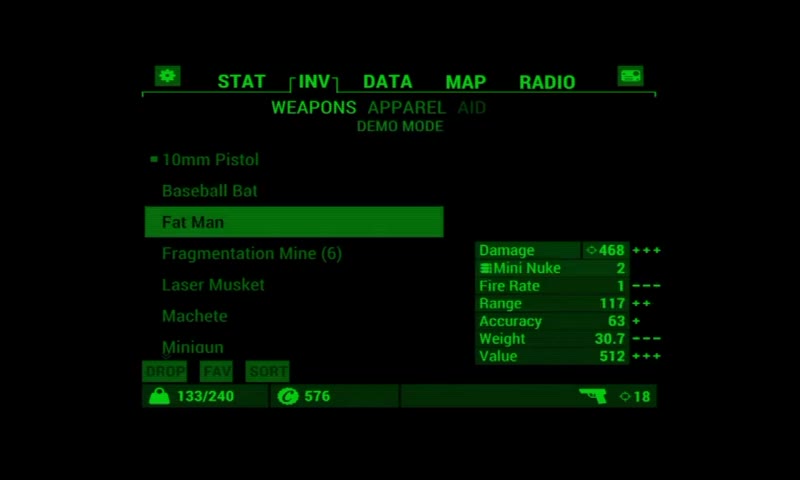 STAT INV DATA MAP RADIO
WEAPONS APPAREL AID
DEMO MODE
10mm Pistol
Baseball Bat
Fat Man
Fragmentation Mine (6)
Laser Musket
Machete
Minigun
Damage 468 +++
Mini Nuke 2
Fire Rate 1 ---
Range 117 ++
Accuracy 63 +
Weight 30.7 ---
Value 512 +++
DROP FAV SORT
133/240 C 576 18